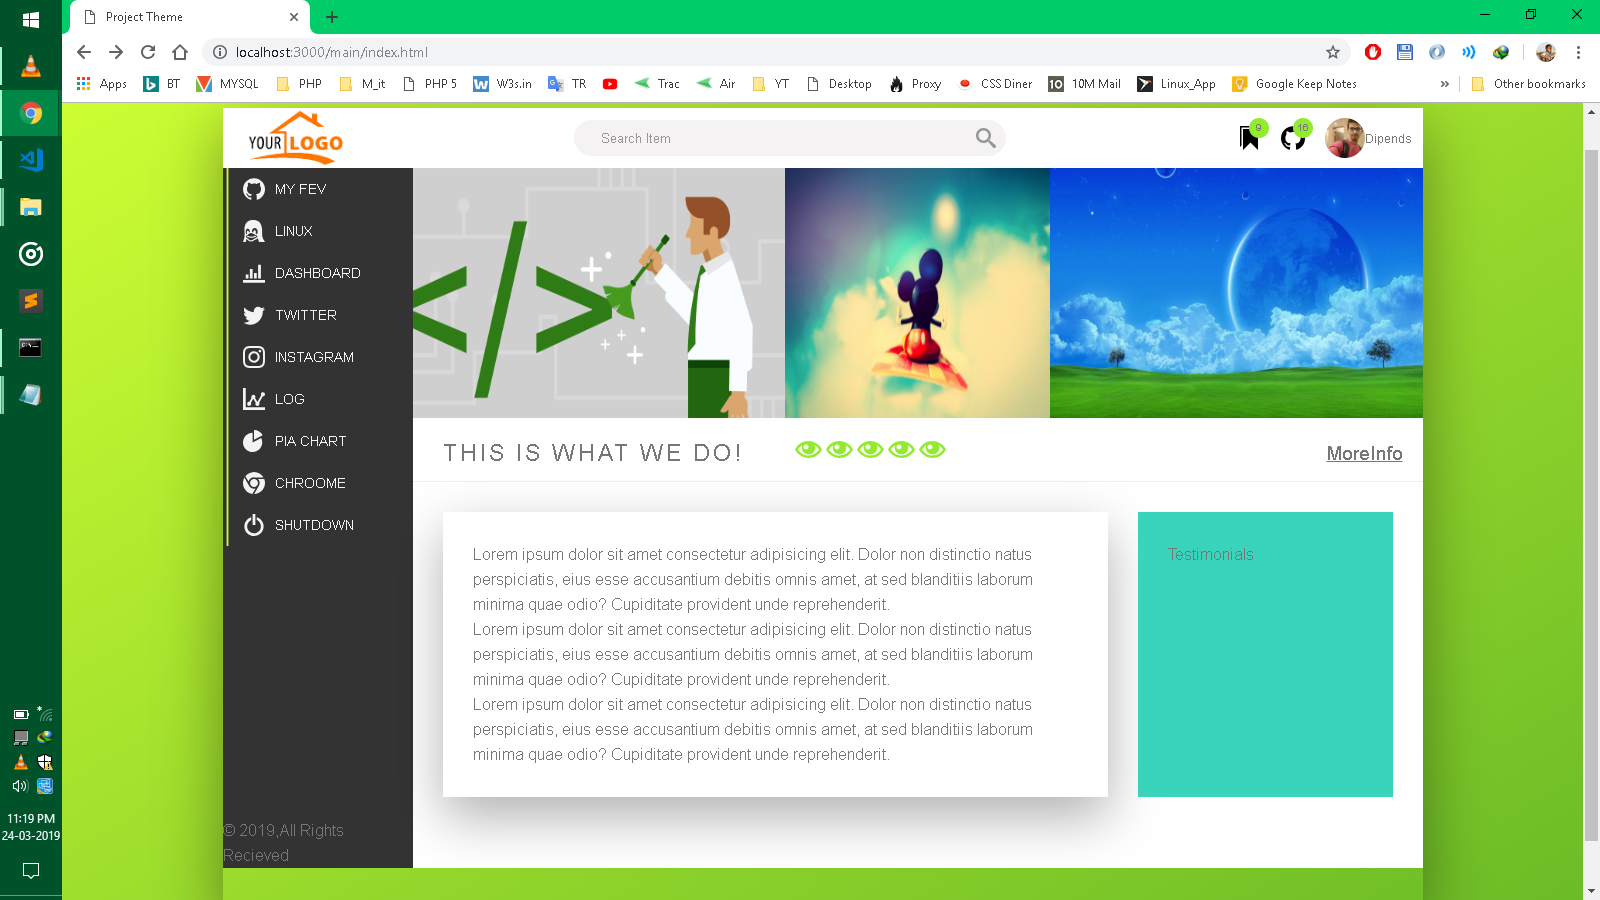 Project Theme
localhost:3000/main/index.html
Apps BT MYSQL PHP M_it PHP 5 W3s.in TR Trac Air YT Desktop Proxy CSS Diner 10M Mail Linux_App Google Keep Notes » Other bookmarks
YOUR LOGO
Search Item
9
16
Dipends
MY FEV
LINUX
DASHBOARD
TWITTER
INSTAGRAM
LOG
PIA CHART
CHROOME
SHUTDOWN
</>
THIS IS WHAT WE DO!
MoreInfo
Lorem ipsum dolor sit amet consectetur adipisicing elit. Dolor non distinctio natus
perspiciatis, eius esse accusantium debitis omnis amet, at sed blanditiis laborum
minima quae odio? Cupiditate provident unde reprehenderit.
Lorem ipsum dolor sit amet consectetur adipisicing elit. Dolor non distinctio natus
perspiciatis, eius esse accusantium debitis omnis amet, at sed blanditiis laborum
minima quae odio? Cupiditate provident unde reprehenderit.
Lorem ipsum dolor sit amet consectetur adipisicing elit. Dolor non distinctio natus
perspiciatis, eius esse accusantium debitis omnis amet, at sed blanditiis laborum
minima quae odio? Cupiditate provident unde reprehenderit.
Testimonials
© 2019,All Rights
Recieved
11:19 PM
24-03-2019